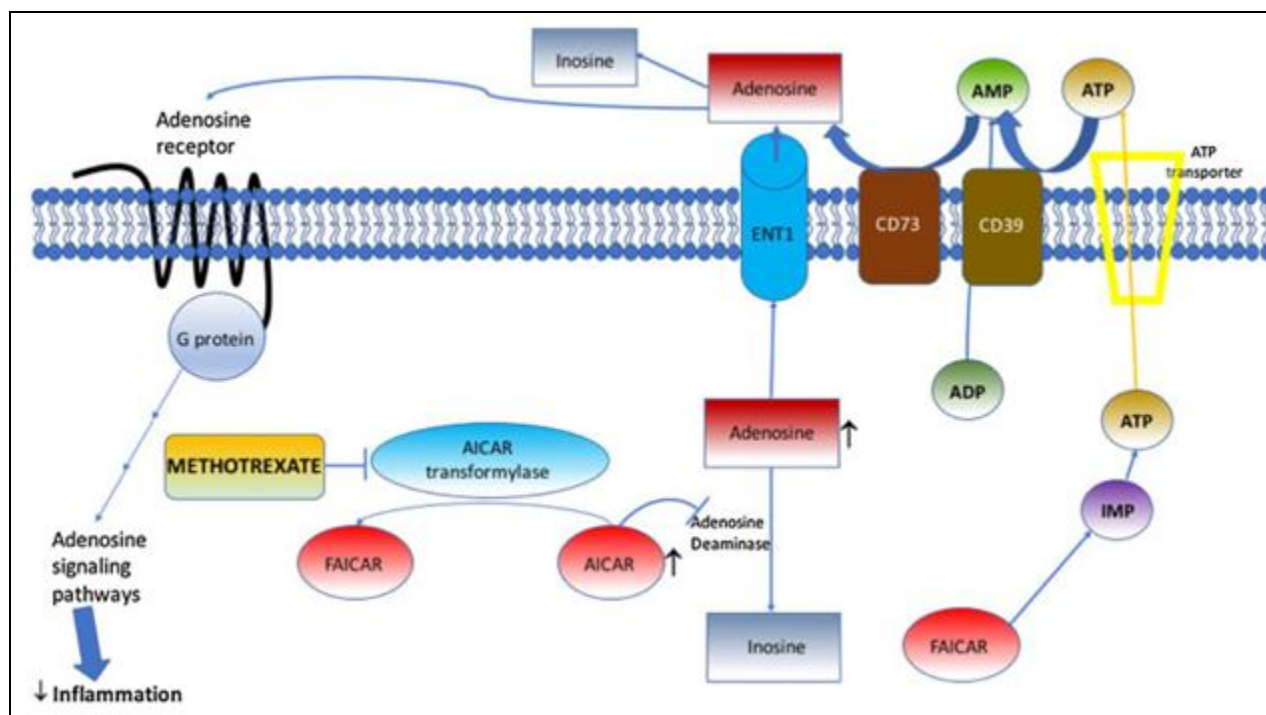 Inosine
Adenosine
AMP
ATP
Adenosine
receptor
ATP
transporter
ENT1
CD73
CD39
G protein
ADP
ATP
Adenosine ↑
METHOTREXATE
AICAR
transformylase
IMP
Adenosine
Deaminase
FAICAR
AICAR ↑
Adenosine
signaling
pathways
Inosine
FAICAR
↓ Inflammation